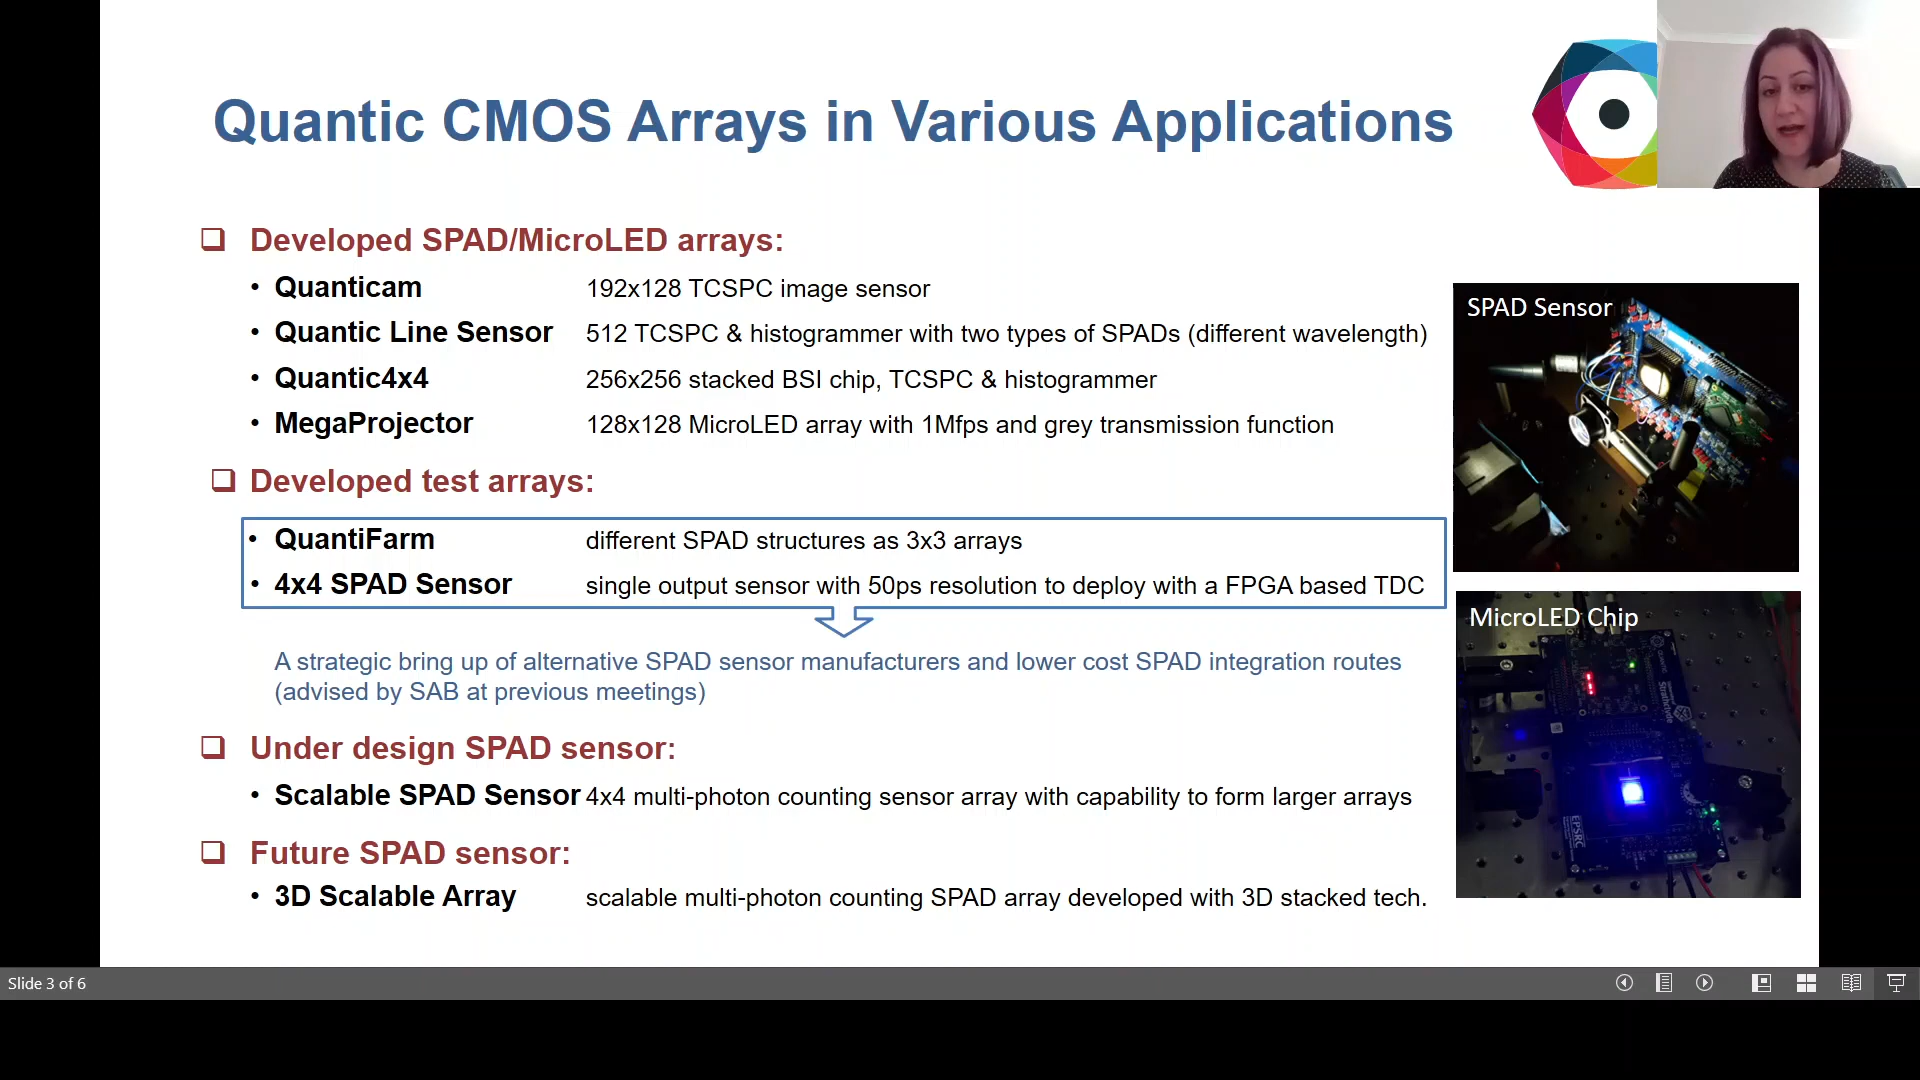 Quantic CMOS Arrays in Various Applications
Developed SPAD/MicroLED arrays:
• Quanticam 192x128 TCSPC image sensor
• Quantic Line Sensor 512 TCSPC & histogrammer with two types of SPADs (different wavelength)
• Quantic4x4 256x256 stacked BSI chip, TCSPC & histogrammer
• MegaProjector 128x128 MicroLED array with 1Mfps and grey transmission function
Developed test arrays:
• QuantiFarm different SPAD structures as 3x3 arrays
• 4x4 SPAD Sensor single output sensor with 50ps resolution to deploy with a FPGA based TDC
A strategic bring up of alternative SPAD sensor manufacturers and lower cost SPAD integration routes
(advised by SAB at previous meetings)
Under design SPAD sensor:
• Scalable SPAD Sensor 4x4 multi-photon counting sensor array with capability to form larger arrays
Future SPAD sensor:
• 3D Scalable Array scalable multi-photon counting SPAD array developed with 3D stacked tech.
SPAD Sensor
MicroLED Chip
Strathclyde
EPSRC
Slide 3 of 6